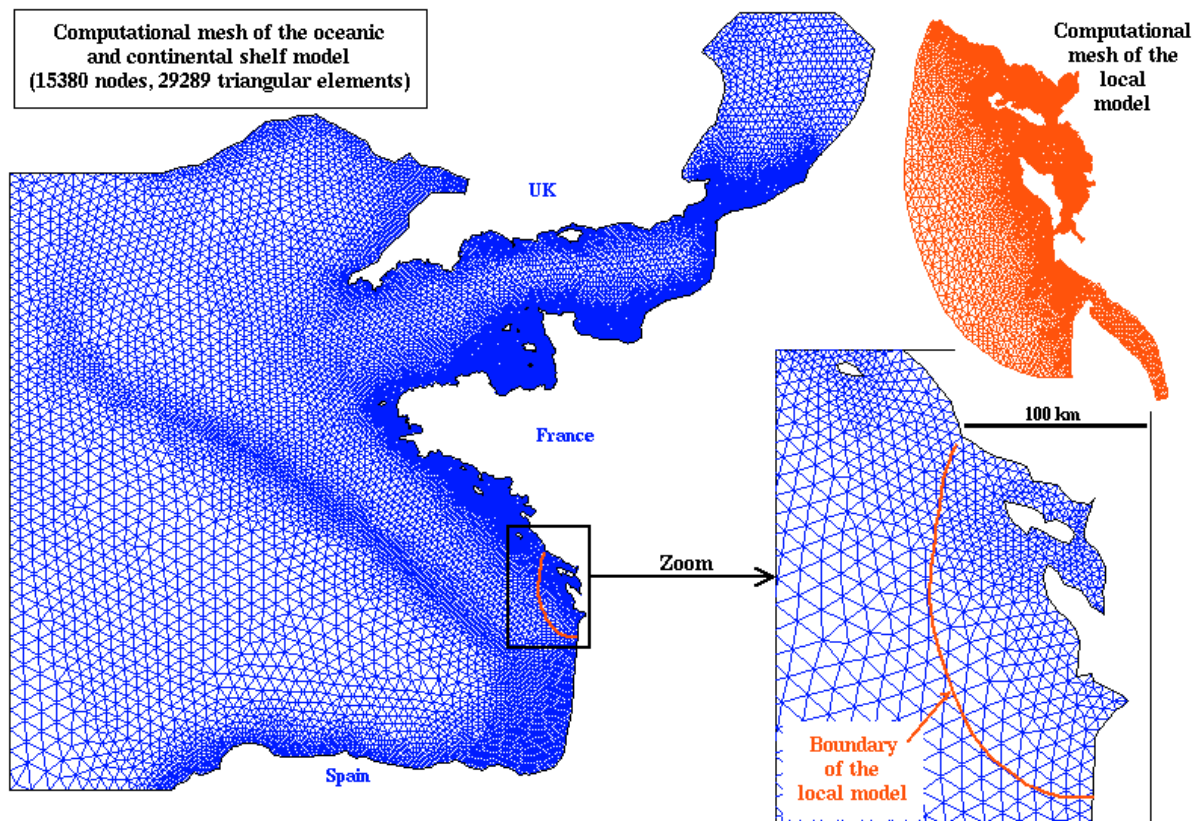 Computational mesh of the oceanic
and continental shelf model
(15380 nodes, 29289 triangular elements)
Computational
mesh of the
local
model
UK
France
Spain
Zoom
100 km
Boundary
of the
local model